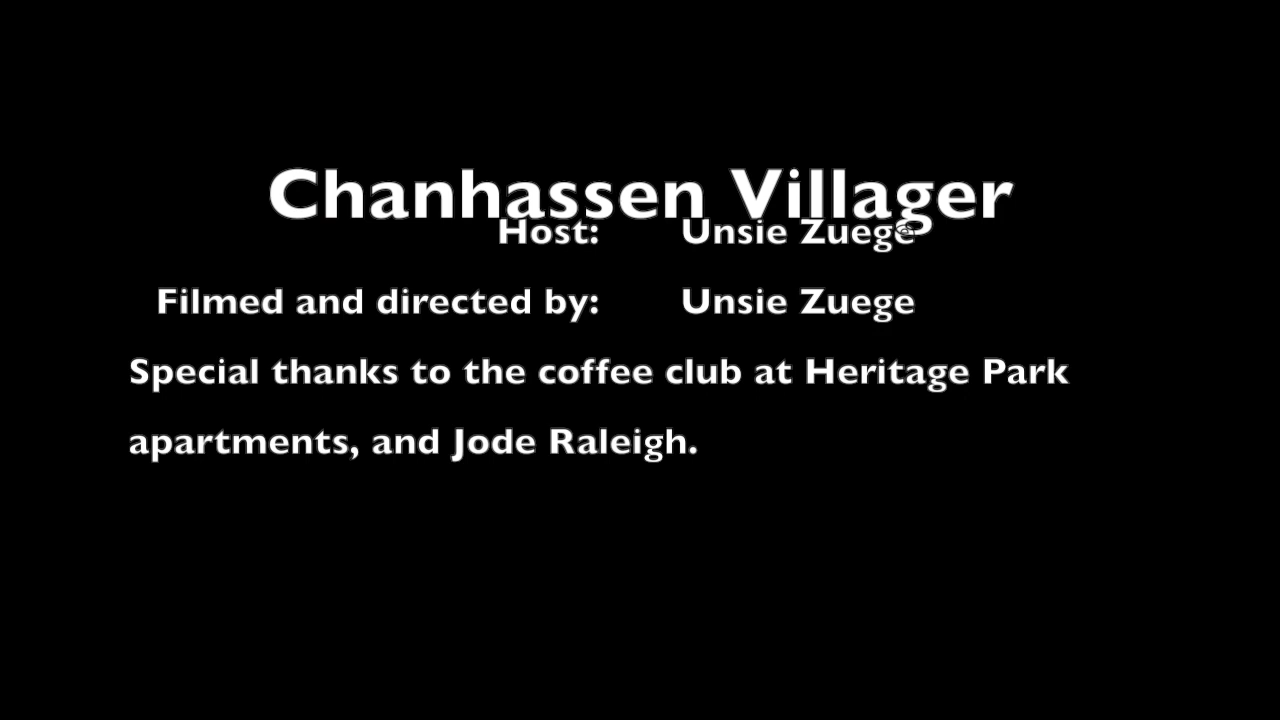 Chanhassen Villager
Host: Unsie Zuege
Filmed and directed by: Unsie Zuege
Special thanks to the coffee club at Heritage Park
apartments, and Jode Raleigh.